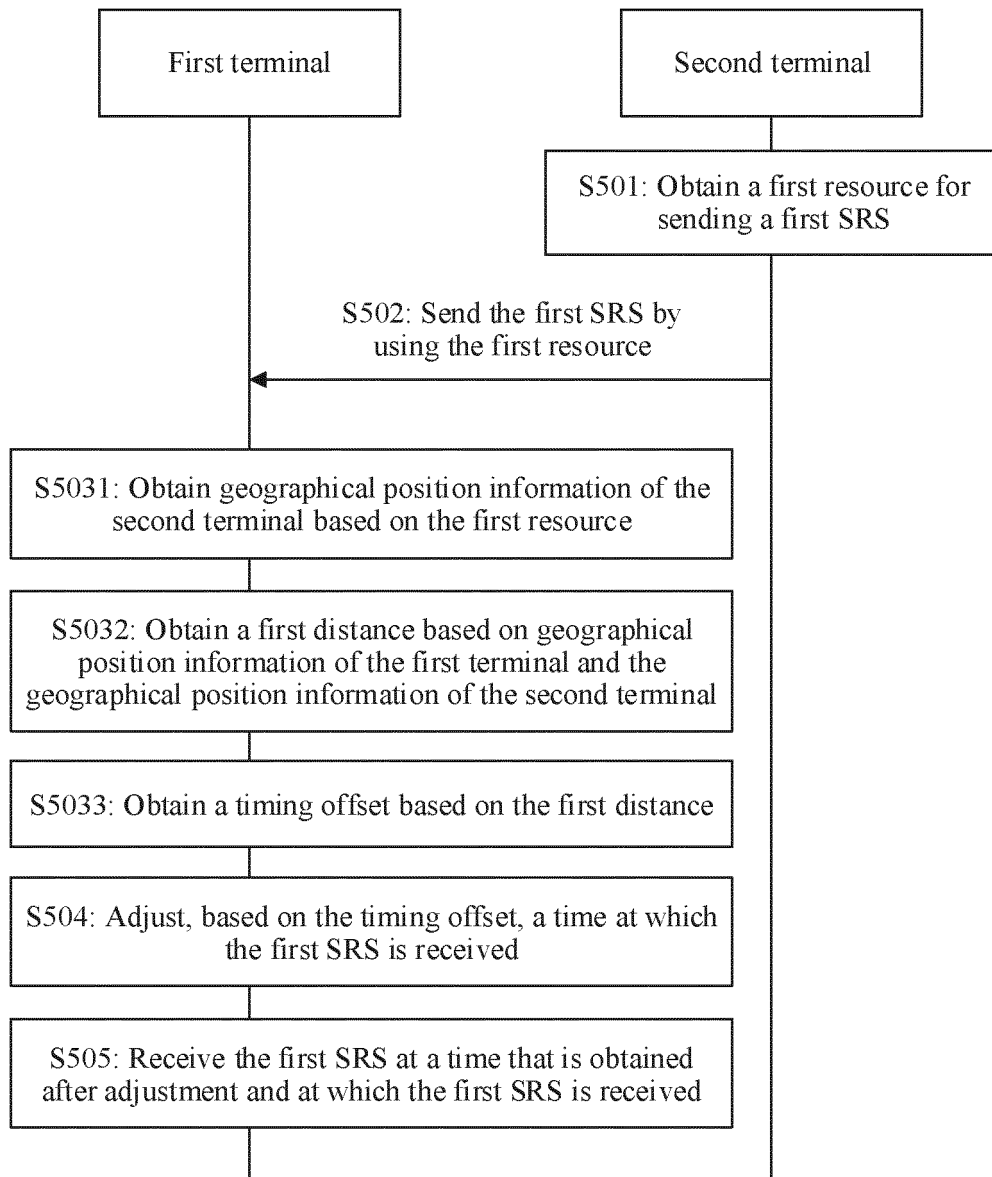 First terminal
Second terminal
S501: Obtain a first resource for
sending a first SRS
S502: Send the first SRS by
using the first resource
S5031: Obtain geographical position information of the
second terminal based on the first resource
S5032: Obtain a first distance based on geographical
position information of the first terminal and the
geographical position information of the second terminal
S5033: Obtain a timing offset based on the first distance
S504: Adjust, based on the timing offset, a time at which
the first SRS is received
S505: Receive the first SRS at a time that is obtained
after adjustment and at which the first SRS is received